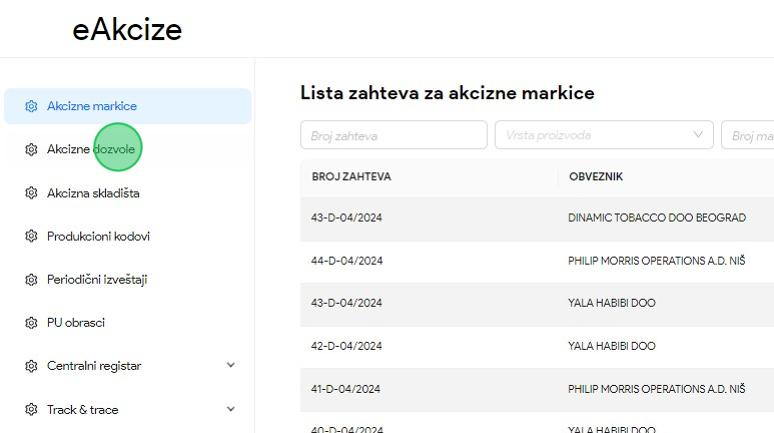 eAkcize
Akcizne markice
Akcizne dozvole
Akcizna skladišta
Produkcioni kodovi
Periodični izveštaji
PU obrasci
Centralni registar
Track & trace
Lista zahteva za akcizne markice
Broj zahteva Vrsta proizvoda Broj ma
BROJ ZAHTEVA OBVEZNIK
43-D-04/2024 DINAMIC TOBACCO DOO BEOGRAD
44-D-04/2024 PHILIP MORRIS OPERATIONS A.D. NIŠ
43-D-04/2024 YALA HABIBI DOO
42-D-04/2024 YALA HABIBI DOO
41-D-04/2024 PHILIP MORRIS OPERATIONS A.D. NIŠ
40-D-04/2024 YALA HABIBI DOO